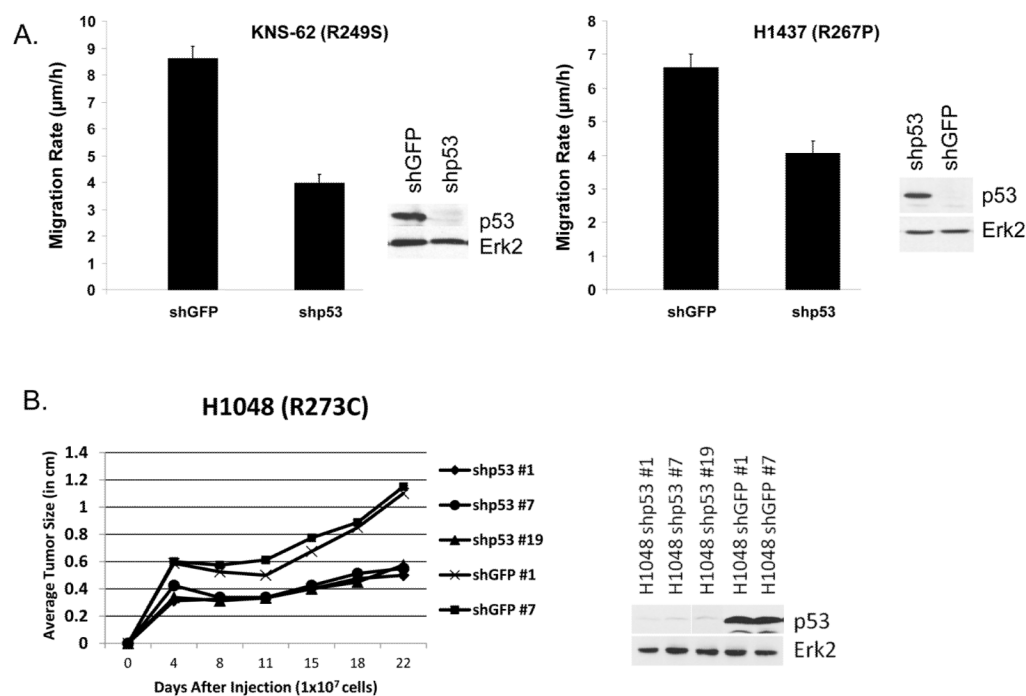 A.
KNS-62 (R249S)
Migration Rate (µm/h)
10
9
8
7
6
5
4
3
2
1
0
shGFP
shp53
shGFP
shp53
p53
Erk2
H1437 (R267P)
Migration Rate (µm/h)
8
7
6
5
4
3
2
1
0
shGFP
shp53
shp53
shGFP
p53
Erk2
B.
H1048 (R273C)
Average Tumor Size (in cm)
1.4
1.2
1
0.8
0.6
0.4
0.2
0
0 4 8 11 15 18 22
Days After Injection (1x10⁷ cells)
shp53 #1
shp53 #7
shp53 #19
shGFP #1
shGFP #7
H1048 shp53 #1
H1048 shp53 #7
H1048 shp53 #19
H1048 shGFP #1
H1048 shGFP #7
p53
Erk2